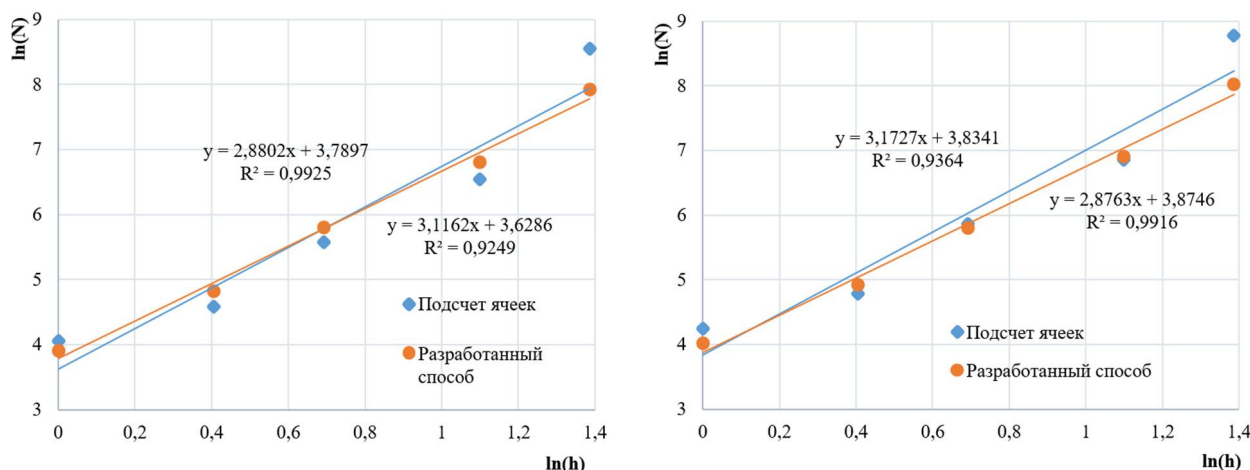 ln(N)
9
8
7
6
5
4
3
y = 2,8802x + 3,7897
R² = 0,9925
y = 3,1162x + 3,6286
R² = 0,9249
Подсчет ячеек
Разработанный
способ
0
0,2
0,4
0,6
0,8
1
1,2
1,4
ln(h)
ln(N)
9
8
7
6
5
4
3
y = 3,1727x + 3,8341
R² = 0,9364
y = 2,8763x + 3,8746
R² = 0,9916
Подсчет ячеек
Разработанный способ
0
0,2
0,4
0,6
0,8
1
1,2
1,4
ln(h)